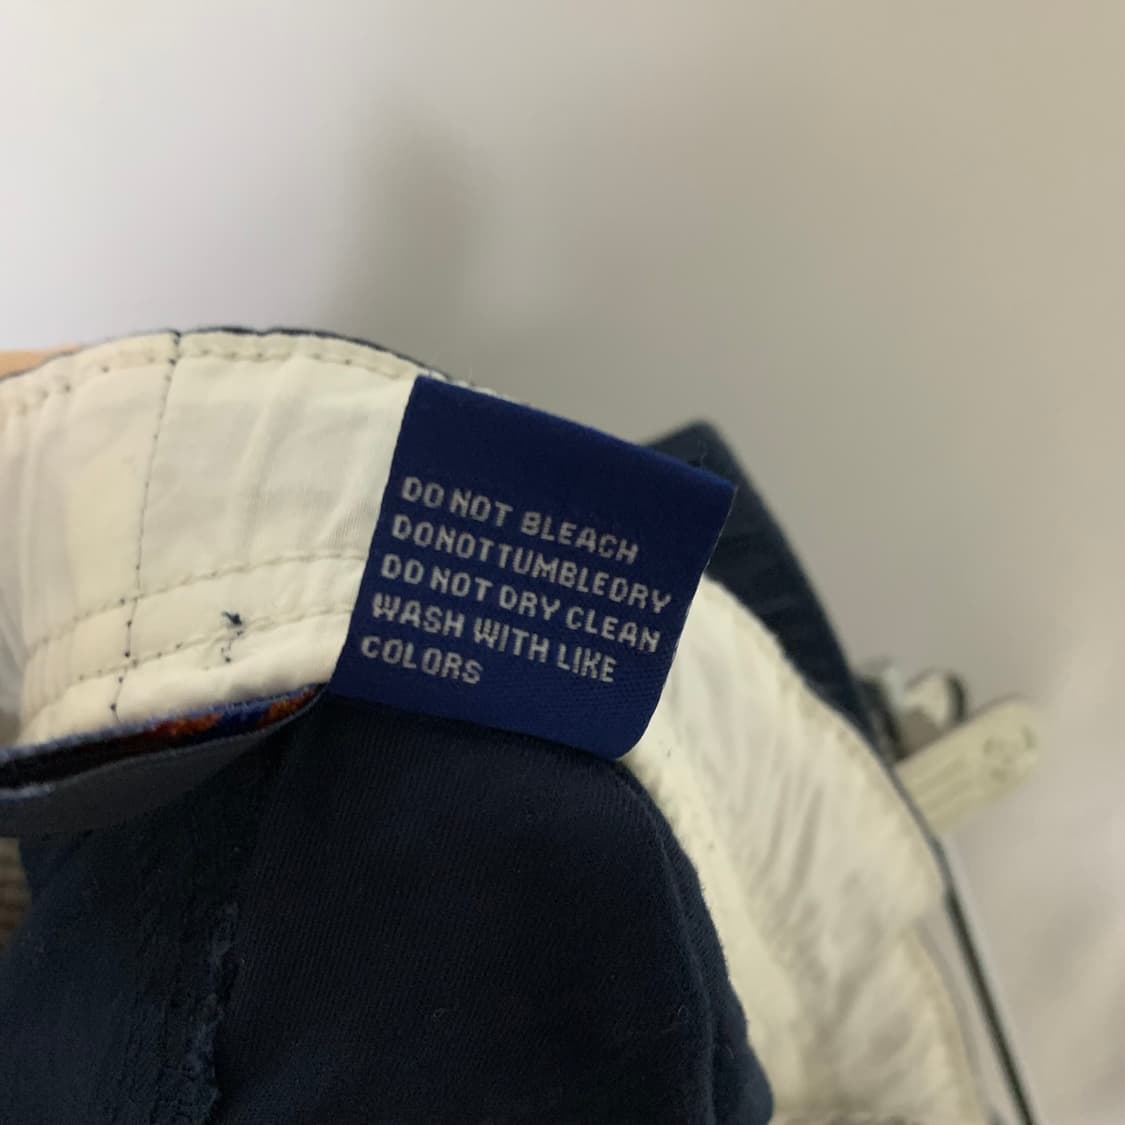 DO NOT BLEACH
DONOTTUMBLEDRY
DO NOT DRY CLEAN
WASH WITH LIKE
COLORS